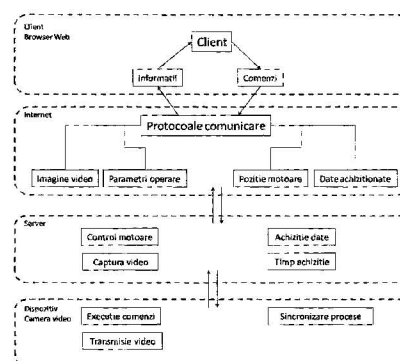 Client
Browser Web
Client
Informatii
Comenzi
Internet
Protocoale comunicare
Imagine video
Parametri operare
Pozitie motoare
Date achizitionate
Server
Control motoare
Achizitie date
Captura video
Timp achizitie
Dispozitiv
Camera video
Executie comenzi
Sincronizare procese
Transmisie video